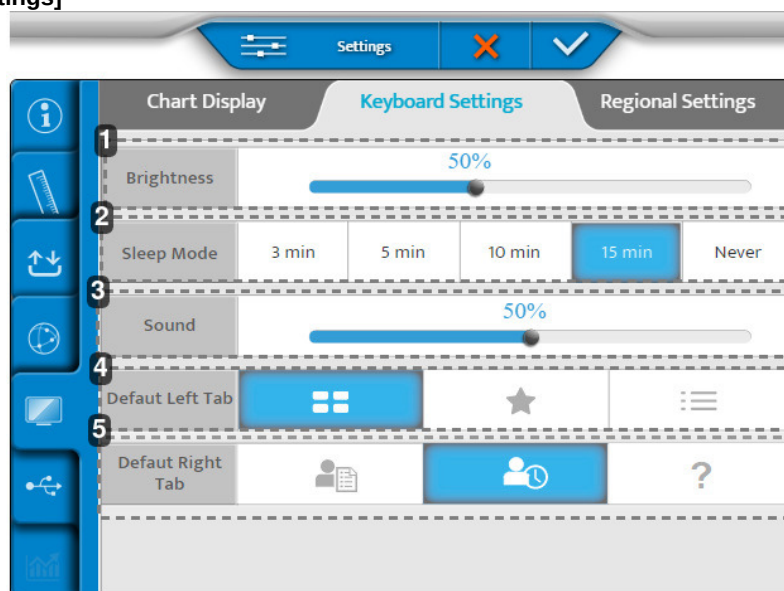 tings]
Settings
Chart Display Keyboard Settings Regional Settings
1
Brightness 50%
2
Sleep Mode 3 min 5 min 10 min 15 min Never
3
Sound 50%
4
Defaut Left Tab
5
Defaut Right
Tab ?